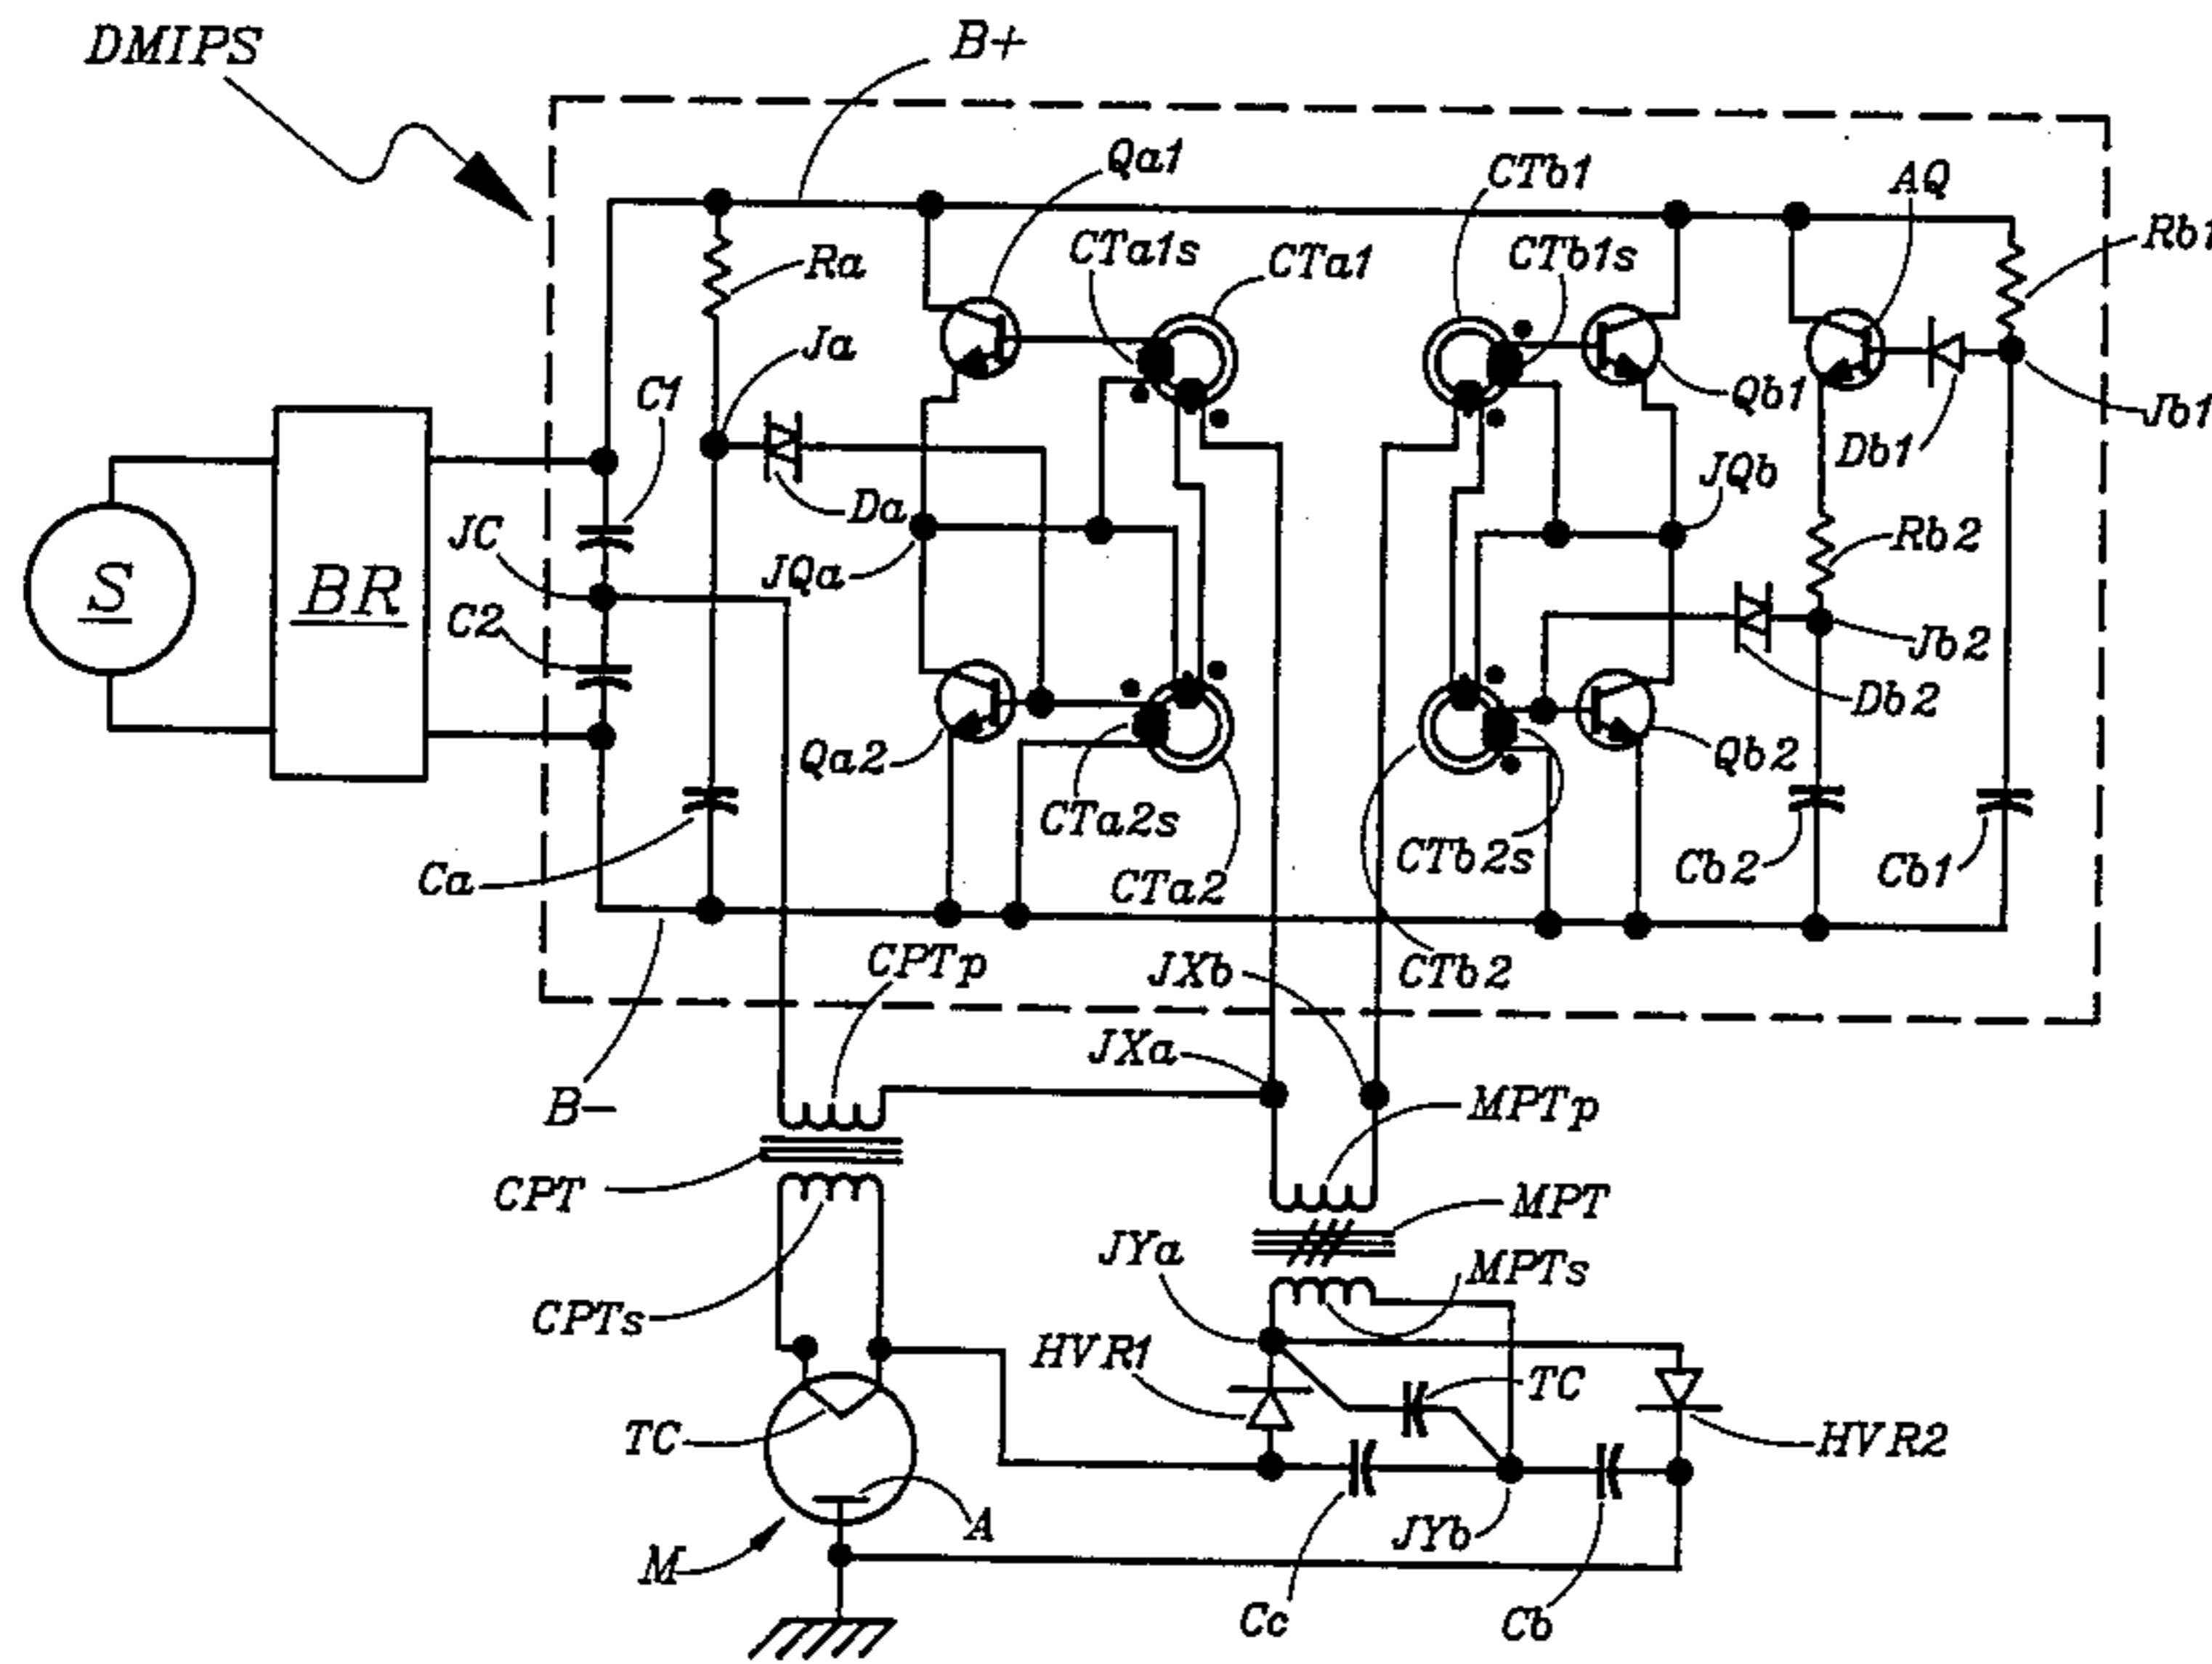 DMIPS
B+
Qa1
CTb1
AQ
CTa1s
CTa1
CTb1s
Rb1
Ra
Ja
C1
Qb1
Jb1
Db1
Da
JQb
JC
JQa
Rb2
S
BR
C2
Jb2
Db2
Qa2
Qb2
CTa2s
CTb2s
Cb2
Cb1
Ca
CTa2
CPTp
JXb
CTb2
JXa
B-
MPTp
CPT
MPT
JYa
MPTs
CPTs
HVR1
TC
TC
HVR2
A
JYb
M
Cc
Cb